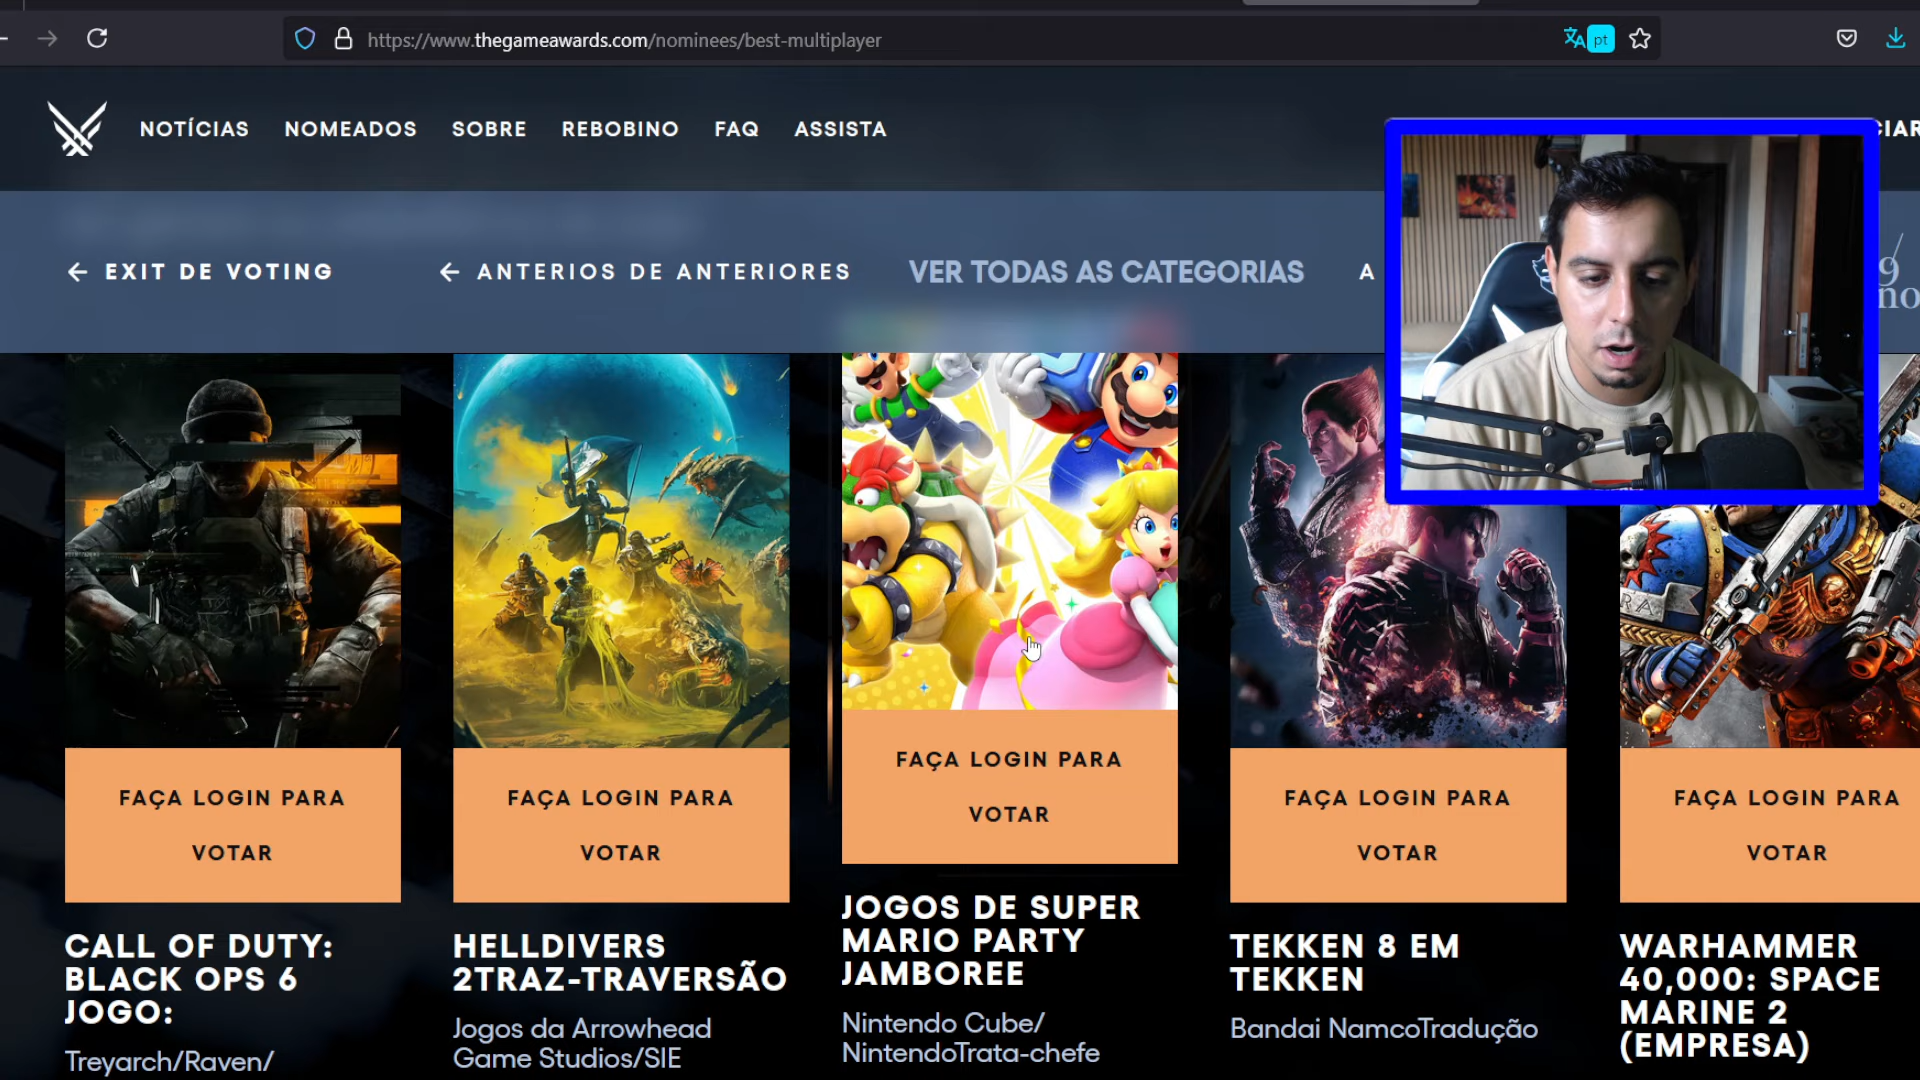 https://www.thegameawards.com/nominees/best-multiplayer
pt
NOTÍCIAS NOMEADOS SOBRE REBOBINO FAQ ASSISTA
CIAR
← EXIT DE VOTING
← ANTERIOS DE ANTERIORES
VER TODAS AS CATEGORIAS
A
9
no
FAÇA LOGIN PARA
VOTAR
FAÇA LOGIN PARA
VOTAR
FAÇA LOGIN PARA
VOTAR
FAÇA LOGIN PARA
VOTAR
FAÇA LOGIN PARA
VOTAR
CALL OF DUTY:
BLACK OPS 6
JOGO:
Treyarch/Raven/
HELLDIVERS
2TRAZ-TRAVERSÃO
Jogos da Arrowhead
Game Studios/SIE
JOGOS DE SUPER
MARIO PARTY
JAMBOREE
Nintendo Cube/
NintendoTrata-chefe
TEKKEN 8 EM
TEKKEN
Bandai NamcoTradução
WARHAMMER
40,000: SPACE
MARINE 2
(EMPRESA)